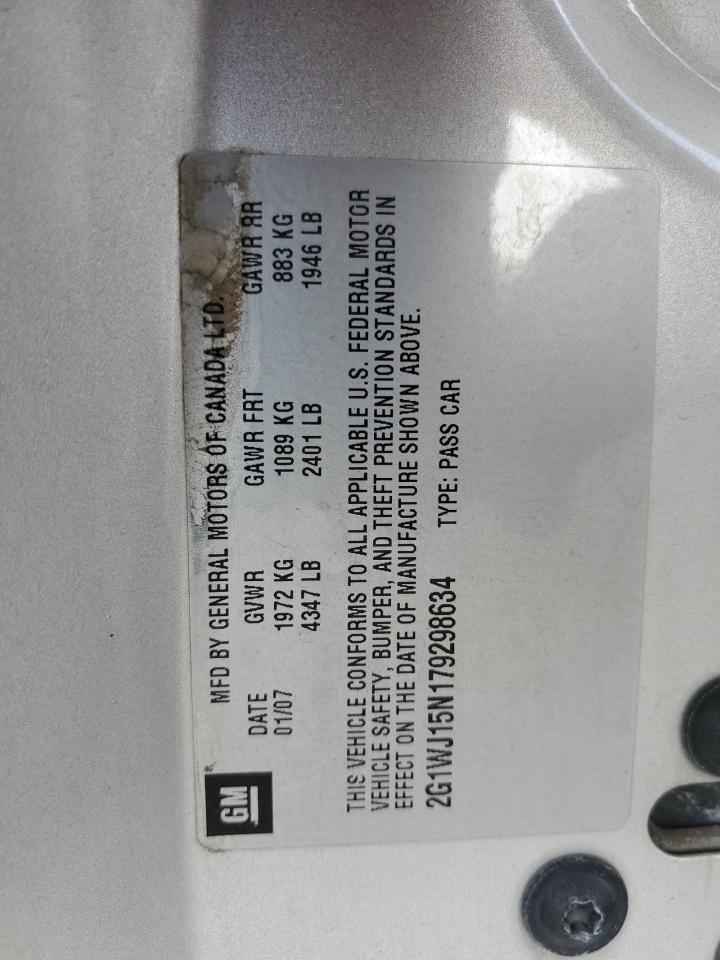 GM
MFD BY GENERAL MOTORS OF CANADA LTD.
DATE GVWR GAWR FRT GAWR RR
01/07 1972 KG 1089 KG 883 KG
4347 LB 2401 LB 1946 LB
THIS VEHICLE CONFORMS TO ALL APPLICABLE U.S. FEDERAL MOTOR
VEHICLE SAFETY, BUMPER, AND THEFT PREVENTION STANDARDS IN
EFFECT ON THE DATE OF MANUFACTURE SHOWN ABOVE.
2G1WJ15N179298634 TYPE: PASS CAR